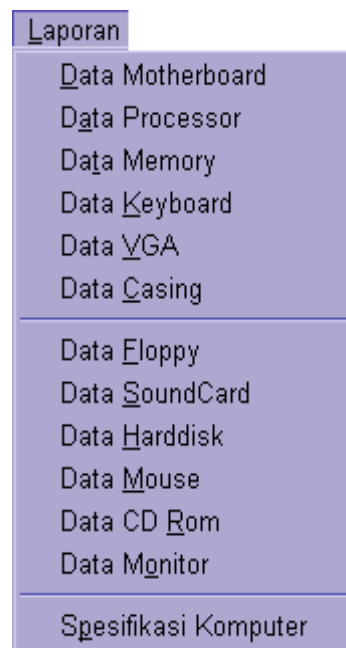 Laporan
Data Motherboard
Data Processor
Data Memory
Data Keyboard
Data VGA
Data Casing
Data Floppy
Data SoundCard
Data Harddisk
Data Mouse
Data CD Rom
Data Monitor
Spesifikasi Komputer